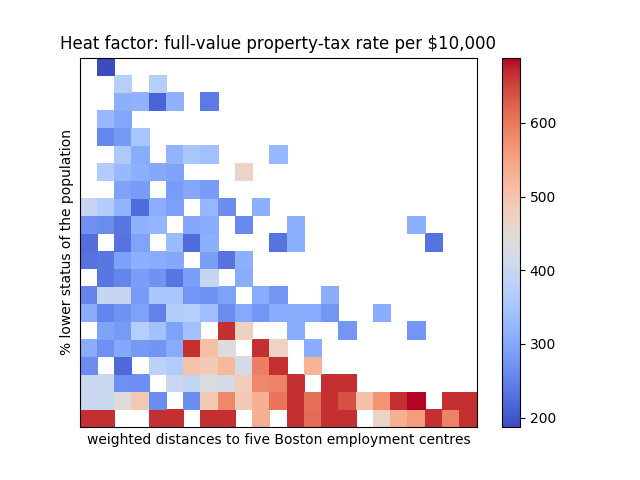 Heat factor: full-value property-tax rate per $10,000
% lower status of the population
weighted distances to five Boston employment centres
600
500
400
300
200